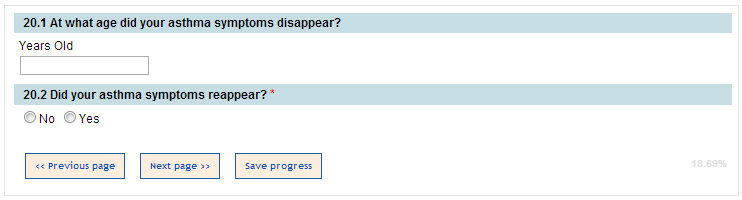 20.1 At what age did your asthma symptoms disappear?
Years Old
20.2 Did your asthma symptoms reappear? *
No Yes
<< Previous page Next page >> Save progress 18.69%